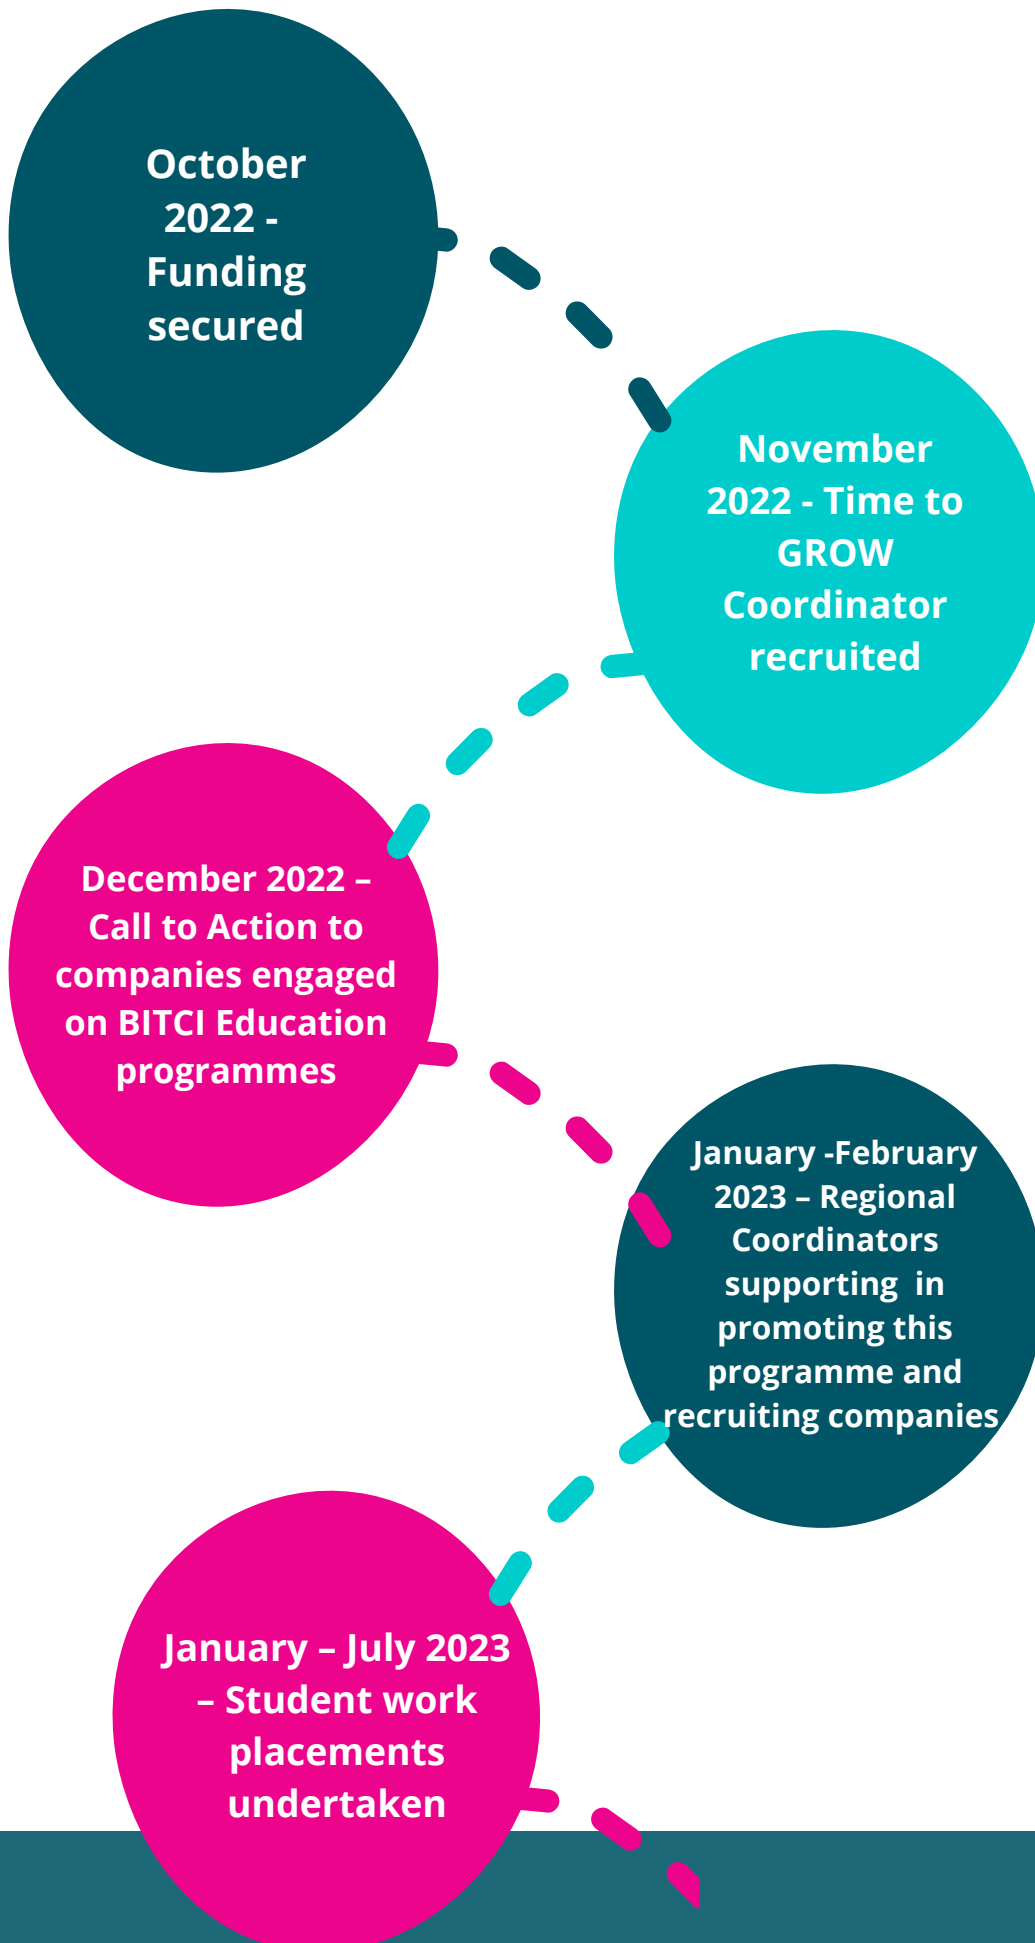 October
2022 -
Funding
secured
November
2022 - Time to
GROW
Coordinator
recruited
December 2022 –
Call to Action to
companies engaged
on BITCI Education
programmes
January -February
2023 – Regional
Coordinators
supporting  in
promoting this
programme and
recruiting companies
January – July 2023
– Student work
placements
undertaken